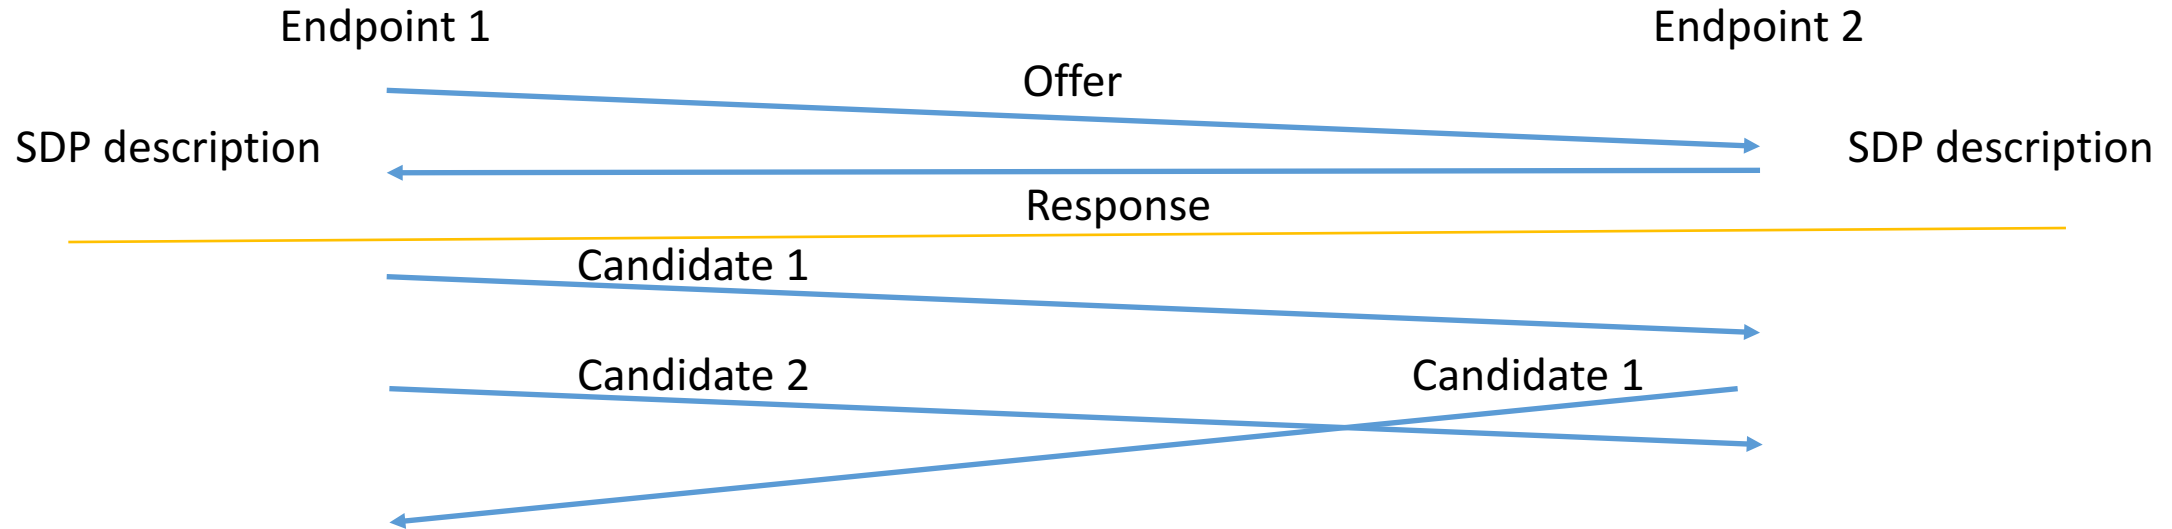 Endpoint 1
Endpoint 2
Offer
SDP description
SDP description
Response
Candidate 1
Candidate 2
Candidate 1